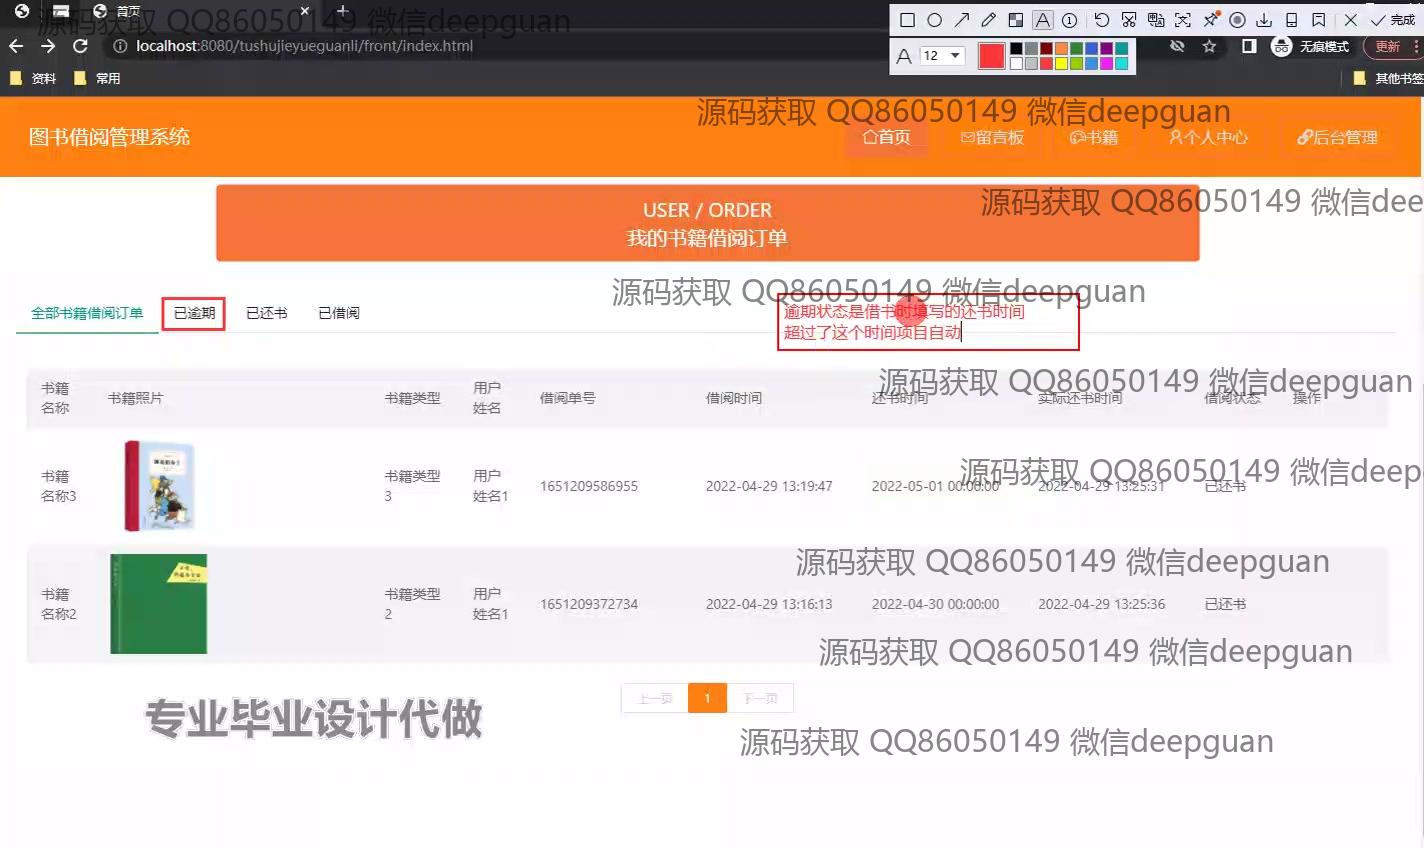 首页
源码获取 QQ86050149 微信deepguan
localhost:8080/tushujieyueguanli/front/index.html
无痕模式
更新
完成
A 12
资料
常用
其他书签
源码获取 QQ86050149 微信deepguan
图书借阅管理系统
首页
留言板
书籍
个人中心
后台管理
源码获取 QQ86050149 微信dee
USER / ORDER
我的书籍借阅订单
源码获取 QQ86050149 微信deepguan
全部书籍借阅订单
已逾期
已还书
已借阅
逾期状态是借书时填写的还书时间
超过了这个时间项目自动
源码获取 QQ86050149 微信deepguan
书籍名称 书籍照片 书籍类型 用户姓名 借阅单号 借阅时间 还书时间 实际还书时间 借阅状态 操作
源码获取 QQ86050149 微信deep
书籍名称3 书籍类型3 用户姓名1 1651209586955 2022-04-29 13:19:47 2022-05-01 00:00:00 2022-04-29 13:25:31 已还书
源码获取 QQ86050149 微信deepguan
书籍名称2 书籍类型2 用户姓名1 1651209372734 2022-04-29 13:16:13 2022-04-30 00:00:00 2022-04-29 13:25:36 已还书
源码获取 QQ86050149 微信deepguan
上一页 1 下一页
专业毕业设计代做
源码获取 QQ86050149 微信deepguan